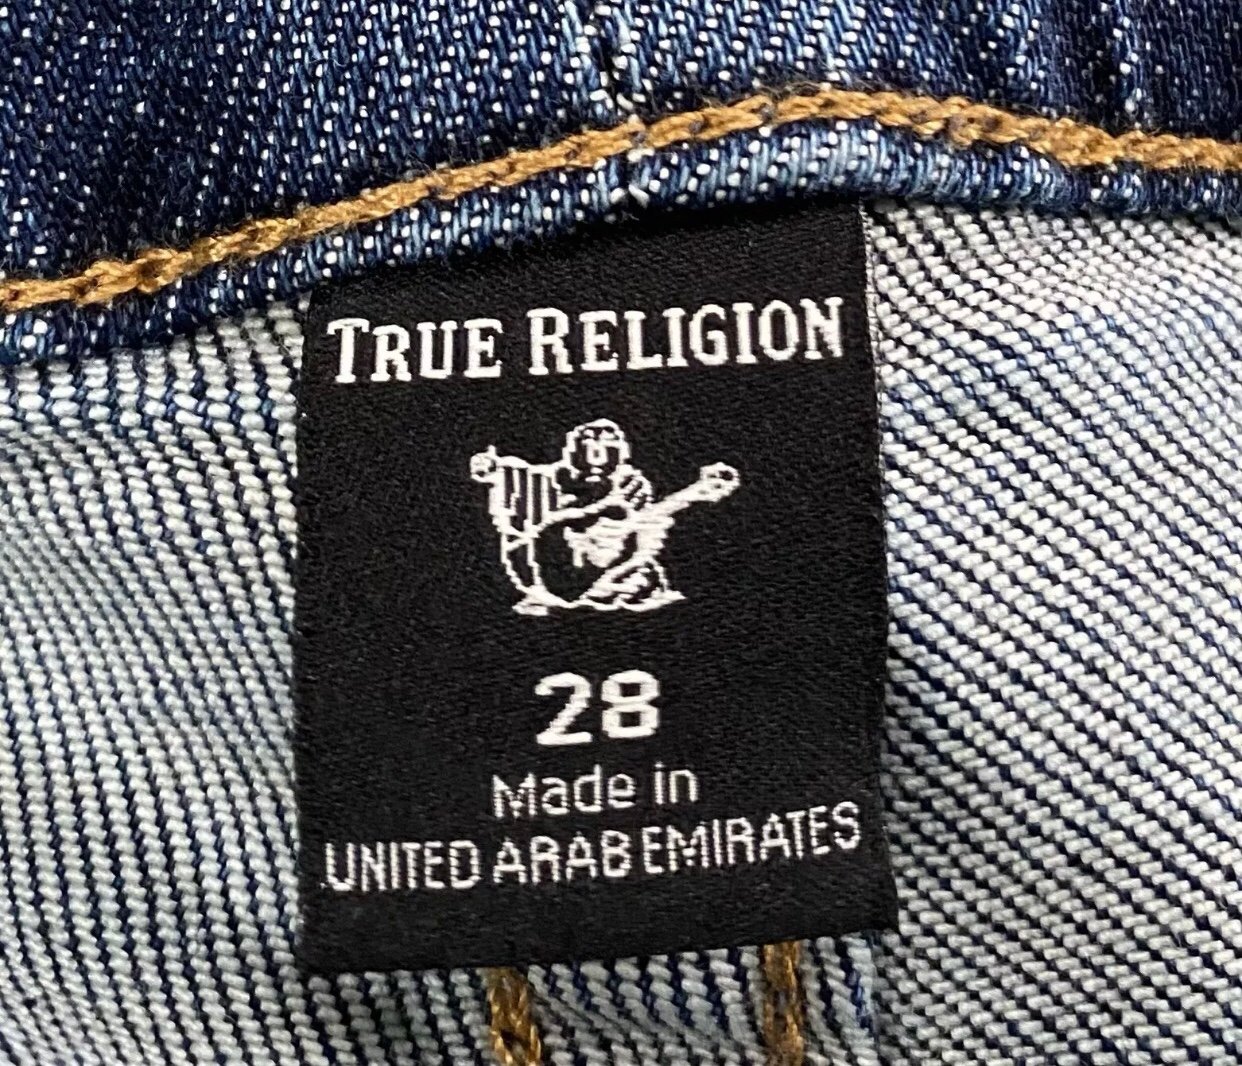 TRUE RELIGION
28
Made in
UNITED ARAB EMIRATES